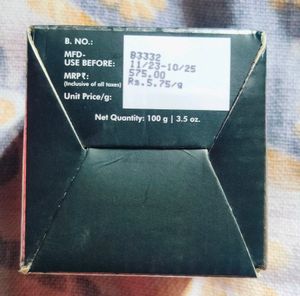 B. NO.: B3332
MFD-
USE BEFORE: 11/23-10/25
MRP₹: 575.00
(Inclusive of all taxes)
Unit Price/g: Rs.5.75/g
Net Quantity: 100 g | 3.5 oz.